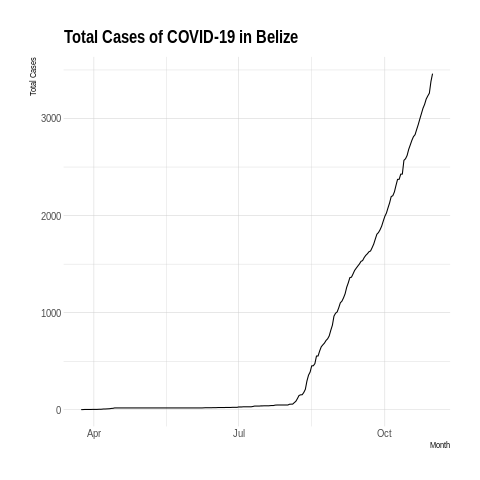 Total Cases of COVID-19 in Belize
Total Cases
3000
2000
1000
0
Apr Jul Oct
Month